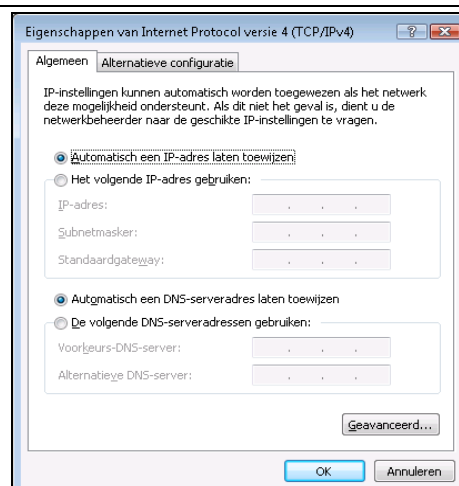 Eigenschappen van Internet Protocol versie 4 (TCP/IPv4)
Algemeen
Alternatieve configuratie
IP-instellingen kunnen automatisch worden toegewezen als het netwerk
deze mogelijkheid ondersteunt. Als dit niet het geval is, dient u de
netwerkbeheerder naar de geschikte IP-instellingen te vragen.
Automatisch een IP-adres laten toewijzen
Het volgende IP-adres gebruiken:
IP-adres:
Subnetmasker:
Standaardgateway:
Automatisch een DNS-serveradres laten toewijzen
De volgende DNS-serveradressen gebruiken:
Voorkeurs-DNS-server:
Alternatieve DNS-server:
Geavanceerd...
OK
Annuleren